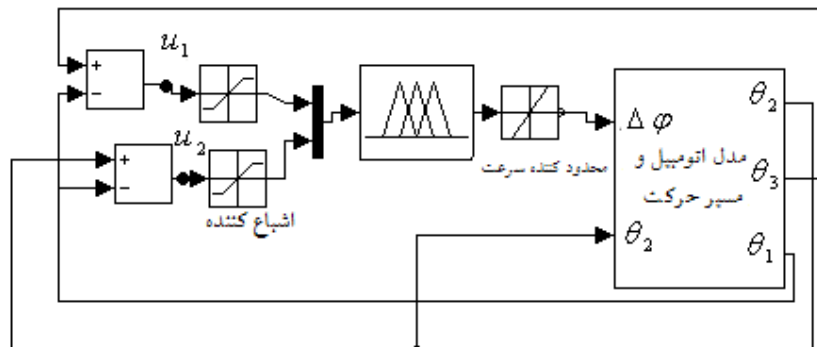 +
−
u₁
+
−
u₂
اشباع کننده
محدود کننده سرعت
Δφ
θ₂
مدل اتومبیل و
مسیر حرکت
θ₂
θ₃
θ₁